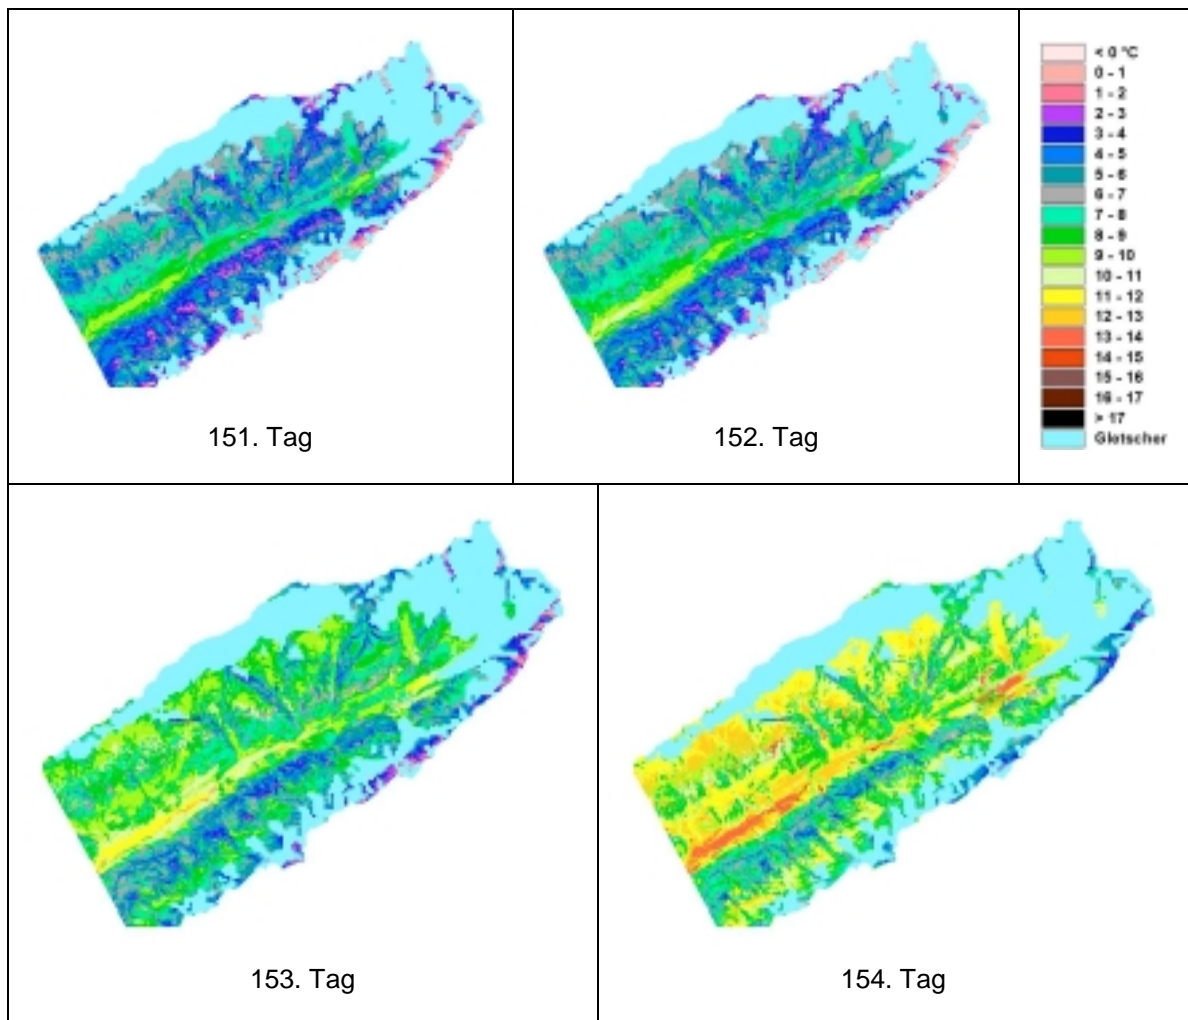 < 0 °C
0 - 1
1 - 2
2 - 3
3 - 4
4 - 5
5 - 6
6 - 7
7 - 8
8 - 9
9 - 10
10 - 11
11 - 12
12 - 13
13 - 14
14 - 15
15 - 16
16 - 17
> 17
Gletscher
151. Tag
152. Tag
153. Tag
154. Tag